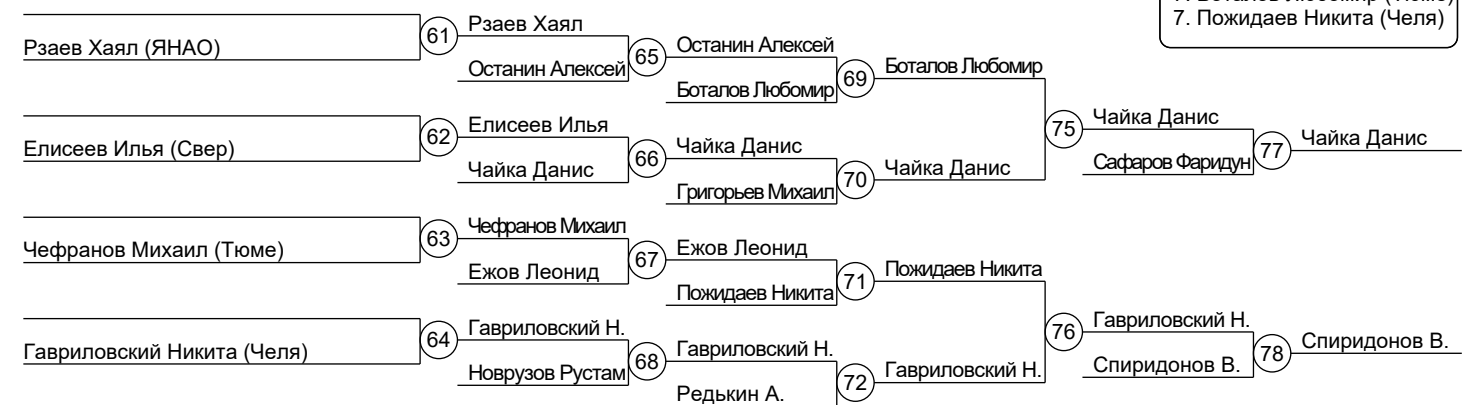 7. Пожидаев Никита (Челя)
Рзаев Хаял (ЯНАО)
61
Рзаев Хаял
Останин Алексей
65
Останин Алексей
Боталов Любомир
69
Боталов Любомир
Елисеев Илья (Свер)
62
Елисеев Илья
Чайка Данис
66
Чайка Данис
Григорьев Михаил
70
Чайка Данис
75
Чайка Данис
Сафаров Фаридун
77
Чайка Данис
Чефранов Михаил (Тюме)
63
Чефранов Михаил
Ежов Леонид
67
Ежов Леонид
Пожидаев Никита
71
Пожидаев Никита
Гавриловский Никита (Челя)
64
Гавриловский Н.
Новрузов Рустам
68
Гавриловский Н.
Редькин А.
72
Гавриловский Н.
76
Гавриловский Н.
Спиридонов В.
78
Спиридонов В.